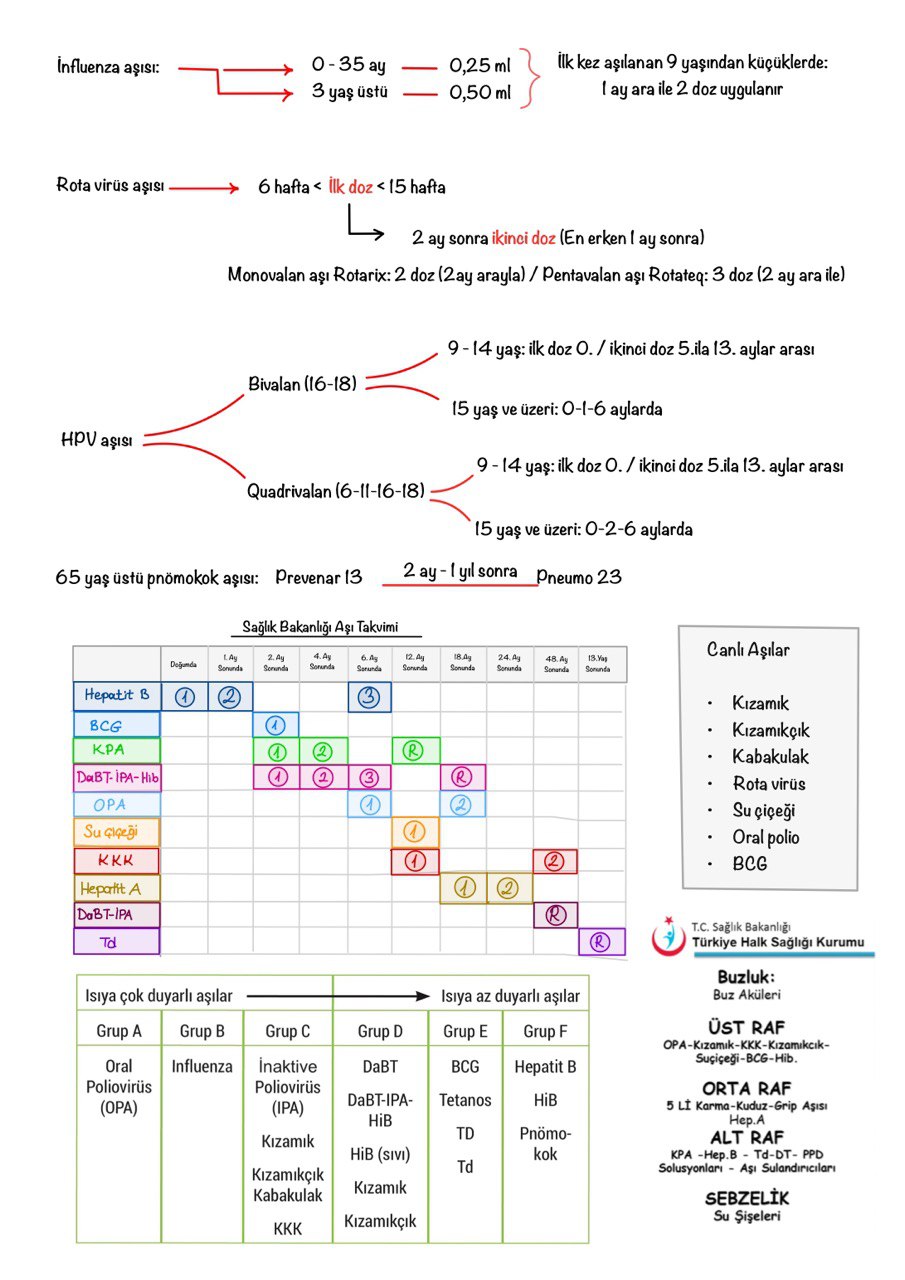 İnfluenza aşısı:
0 - 35 ay 0,25 ml
3 yaş üstü 0,50 ml
İlk kez aşılanan 9 yaşından küçüklerde:
1 ay ara ile 2 doz uygulanır
Rota virüs aşısı
6 hafta < İlk doz < 15 hafta
2 ay sonra ikinci doz (En erken 1 ay sonra)
Monovalan aşı Rotarix: 2 doz (2ay arayla) / Pentavalan aşı Rotateq: 3 doz (2 ay ara ile)
HPV aşısı
Bivalan (16-18)
9 - 14 yaş: ilk doz 0. / ikinci doz 5.ila 13. aylar arası
15 yaş ve üzeri: 0-1-6 aylarda
Quadrivalan (6-11-16-18)
9 - 14 yaş: ilk doz 0. / ikinci doz 5.ila 13. aylar arası
15 yaş ve üzeri: 0-2-6 aylarda
65 yaş üstü pnömokok aşısı: Prevenar 13 2 ay - 1 yıl sonra Pneumo 23
Sağlık Bakanlığı Aşı Takvimi
Doğumda 1. Ay Sonunda 2. Ay Sonunda 4. Ay Sonunda 6. Ay Sonunda 12. Ay Sonunda 18. Ay Sonunda 24. Ay Sonunda 48. Ay Sonunda 13. Yaş Sonunda
Hepatit B 1 2 3
BCG 1
KPA 1 2 R
DaBT-İPA-Hib 1 2 3 R
OPA 1 2
Su çiçeği 1
KKK 1 2
Hepatit A 1 2
DaBT-İPA R
Td R
Canlı Aşılar
• Kızamık
• Kızamıkçık
• Kabakulak
• Rota virüs
• Su çiçeği
• Oral polio
• BCG
T.C. Sağlık Bakanlığı
Türkiye Halk Sağlığı Kurumu
Buzluk:
Buz Aküleri
ÜST RAF
OPA-Kızamık-KKK-Kızamıkcık-
Suçiçeği-BCG-Hib.
ORTA RAF
5 Lİ Karma-Kuduz-Grip Aşısı
Hep.A
ALT RAF
KPA -Hep.B - Td-DT- PPD
Solusyonları - Aşı Sulandırıcıları
SEBZELİK
Su Şişeleri
Isıya çok duyarlı aşılar Isıya az duyarlı aşılar
Grup A Grup B Grup C Grup D Grup E Grup F
Oral
Poliovirüs
(OPA)
Influenza
İnaktive
Poliovirüs
(IPA)
Kızamık
Kızamıkçık
Kabakulak
KKK
DaBT
DaBT-IPA-
HiB
HiB (sıvı)
Kızamık
Kızamıkçık
BCG
Tetanos
TD
Td
Hepatit B
HiB
Pnömo-
kok